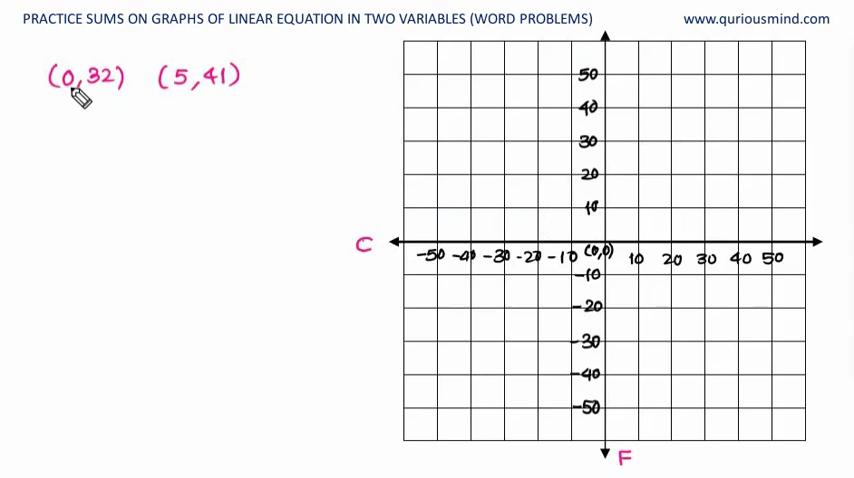 PRACTICE SUMS ON GRAPHS OF LINEAR EQUATION IN TWO VARIABLES (WORD PROBLEMS) www.quriousmind.com
(0,32) (5,41)
50
40
30
20
10
C
-50 -40 -30 -20 -10 (0,0) 10 20 30 40 50
-10
-20
-30
-40
-50
F